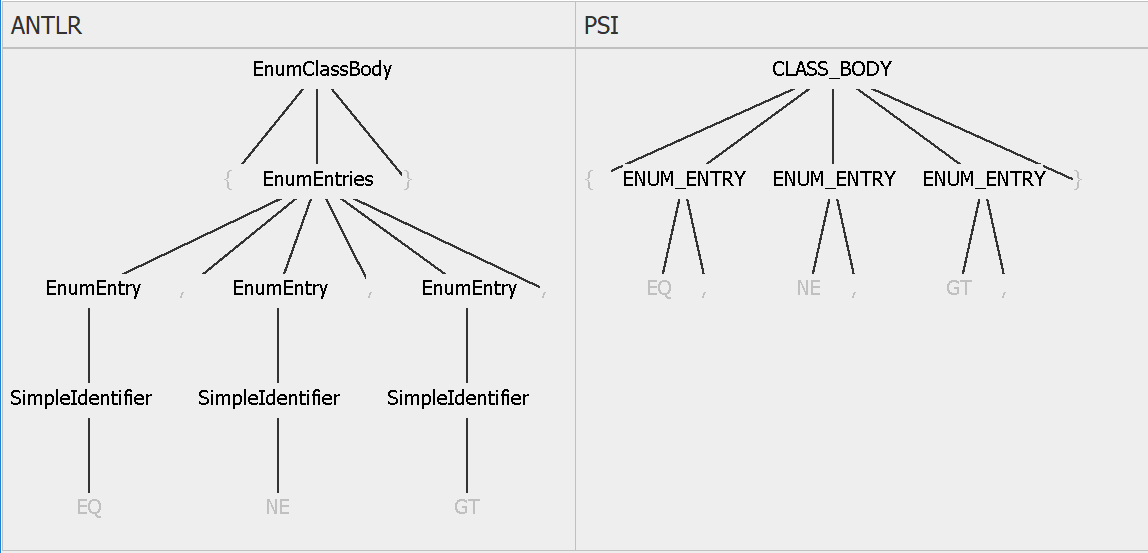 ANTLR
EnumClassBody
{ EnumEntries }
EnumEntry , EnumEntry , EnumEntry ,
SimpleIdentifier SimpleIdentifier SimpleIdentifier
EQ NE GT
PSI
CLASS_BODY
{ ENUM_ENTRY ENUM_ENTRY ENUM_ENTRY }
EQ , NE , GT ,